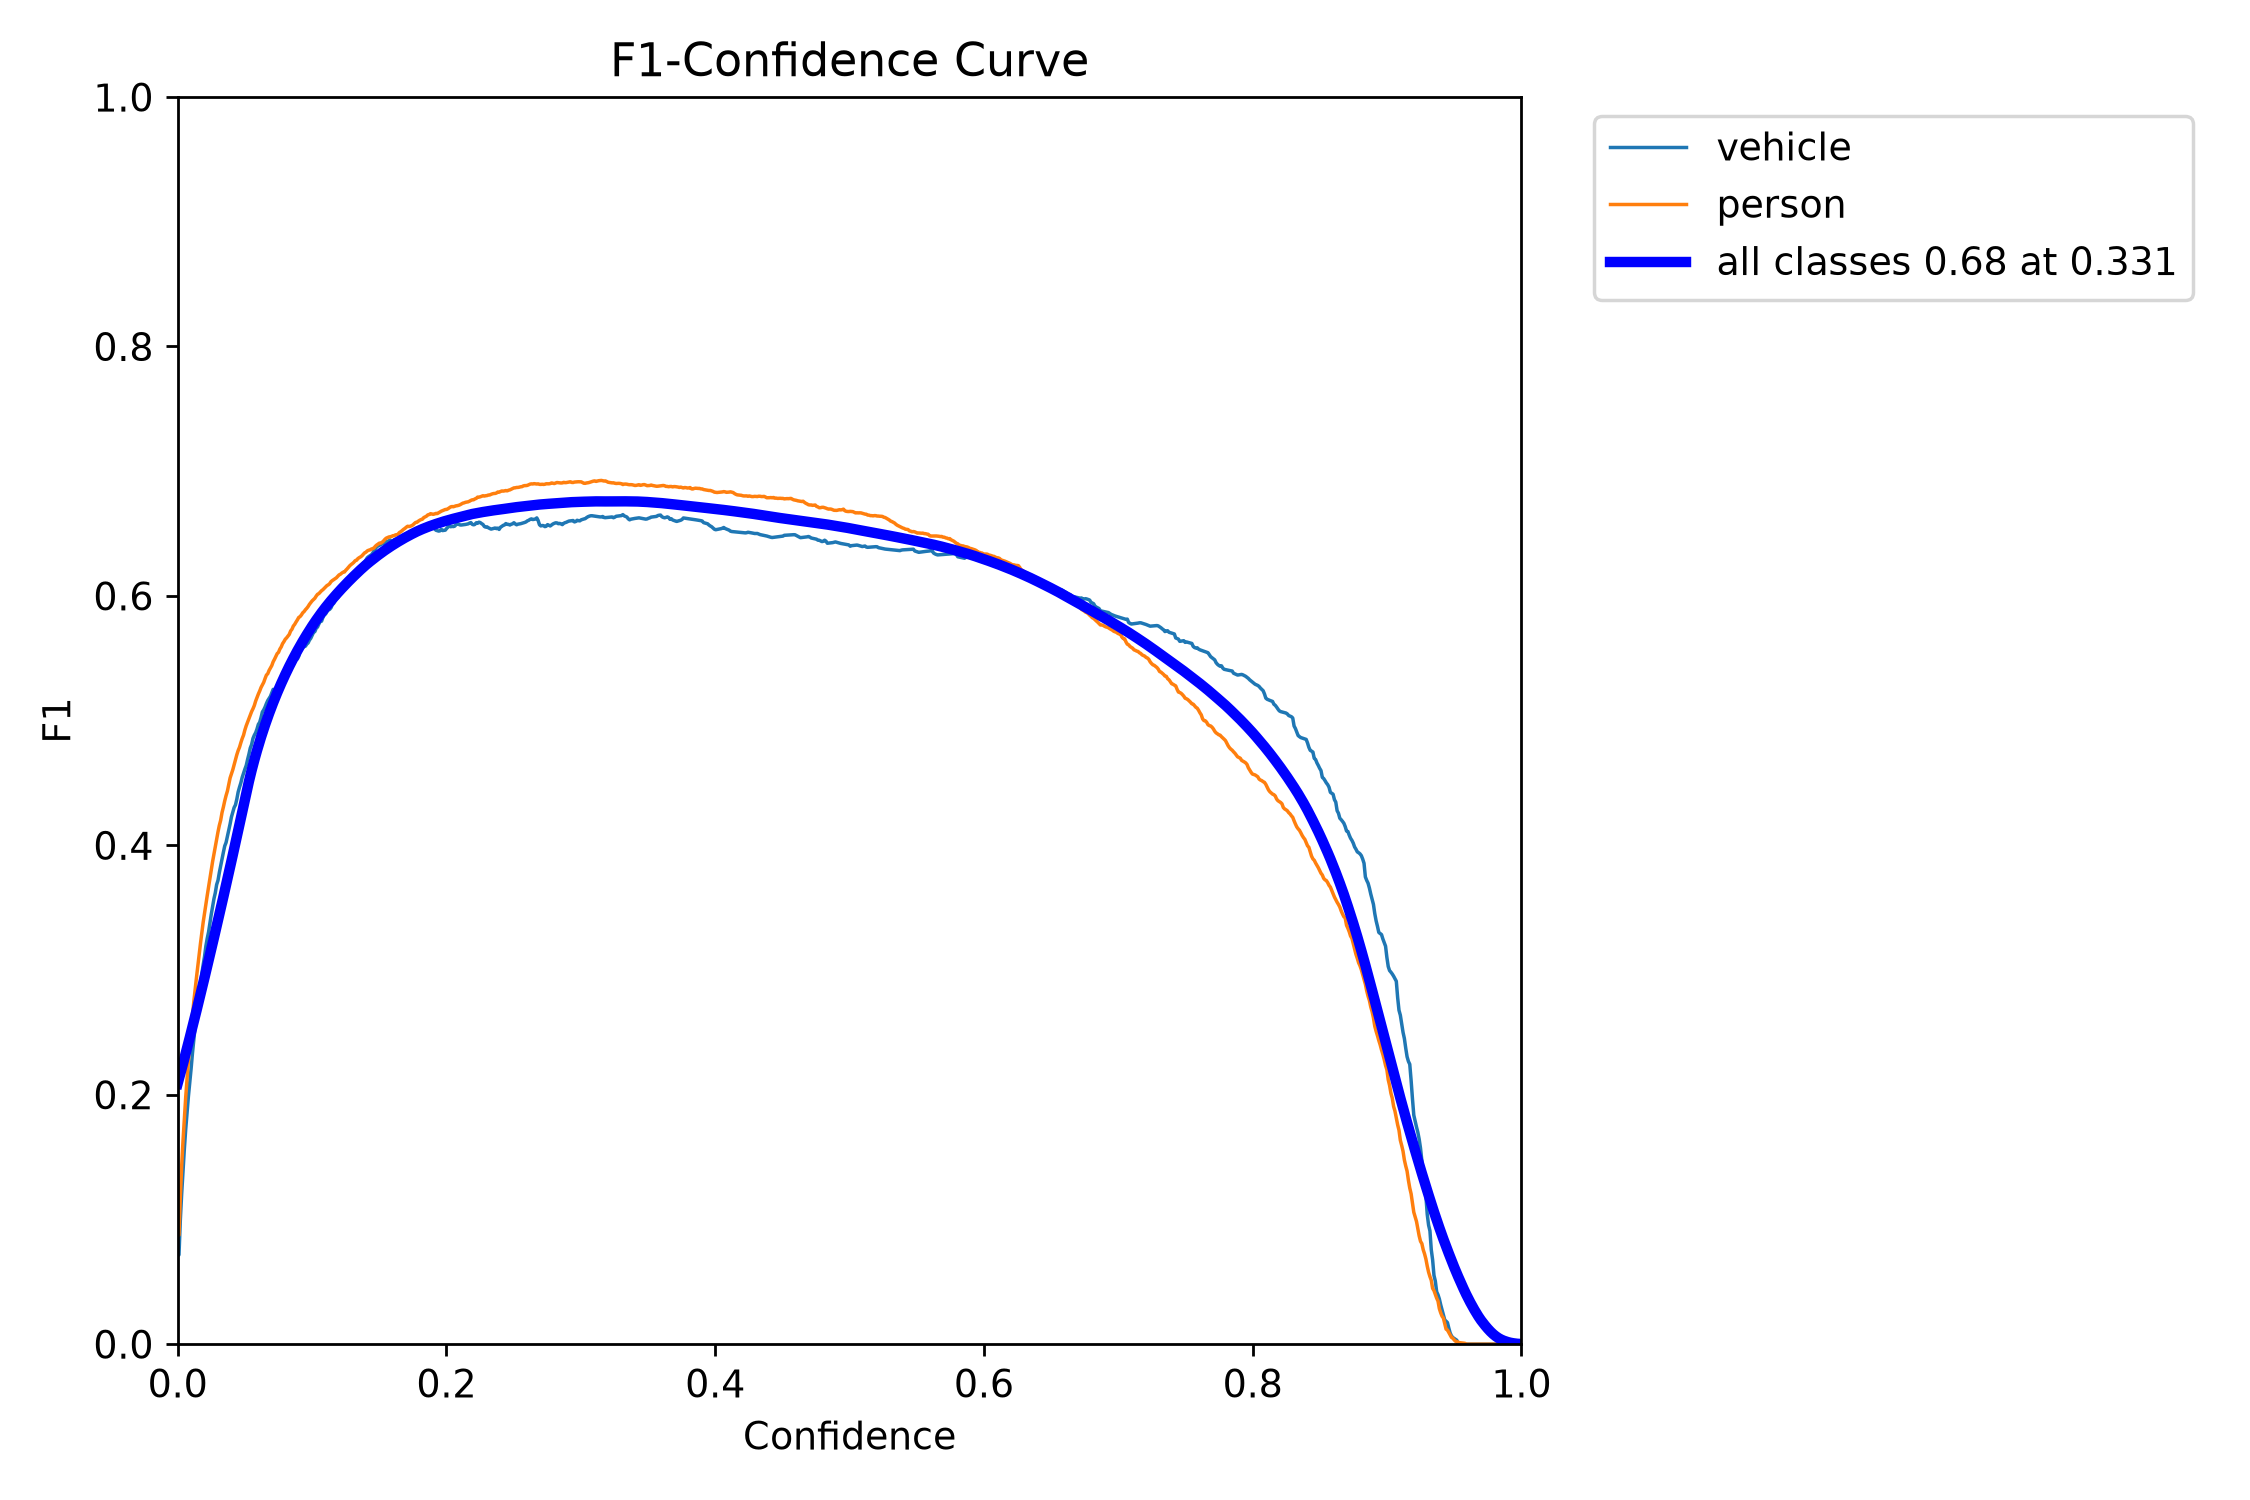 F1-Confidence Curve
1.0
0.8
0.6
0.4
0.2
0.0
F1
0.0 0.2 0.4 0.6 0.8 1.0
Confidence
vehicle
person
all classes 0.68 at 0.331